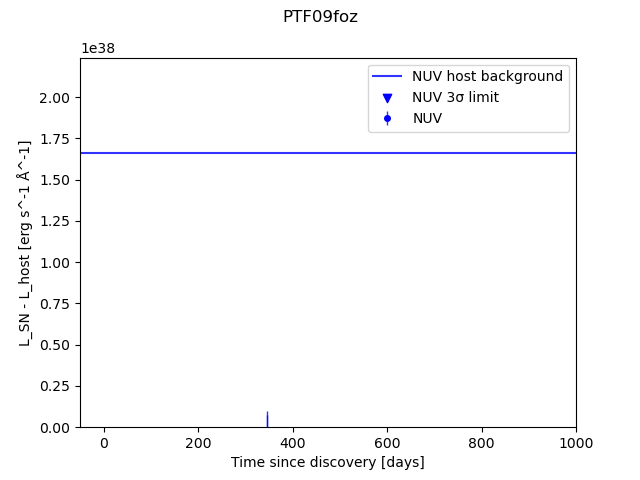 PTF09foz
1e38
NUV host background
NUV 3σ limit
NUV
2.00
1.75
1.50
1.25
1.00
0.75
0.50
0.25
0.00
L_SN - L_host [erg s^-1 Å^-1]
0 200 400 600 800 1000
Time since discovery [days]